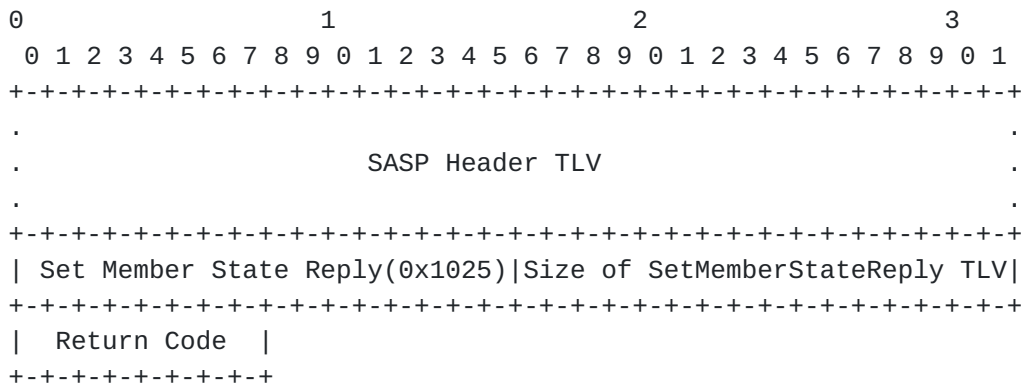 0                   1                   2                   3
 0 1 2 3 4 5 6 7 8 9 0 1 2 3 4 5 6 7 8 9 0 1 2 3 4 5 6 7 8 9 0 1
+-+-+-+-+-+-+-+-+-+-+-+-+-+-+-+-+-+-+-+-+-+-+-+-+-+-+-+-+-+-+-+-+
.                                                               .
.                      SASP Header TLV                          .
.                                                               .
+-+-+-+-+-+-+-+-+-+-+-+-+-+-+-+-+-+-+-+-+-+-+-+-+-+-+-+-+-+-+-+-+
| Set Member State Reply(0x1025)|Size of SetMemberStateReply TLV|
+-+-+-+-+-+-+-+-+-+-+-+-+-+-+-+-+-+-+-+-+-+-+-+-+-+-+-+-+-+-+-+-+
|  Return Code  |
+-+-+-+-+-+-+-+-+